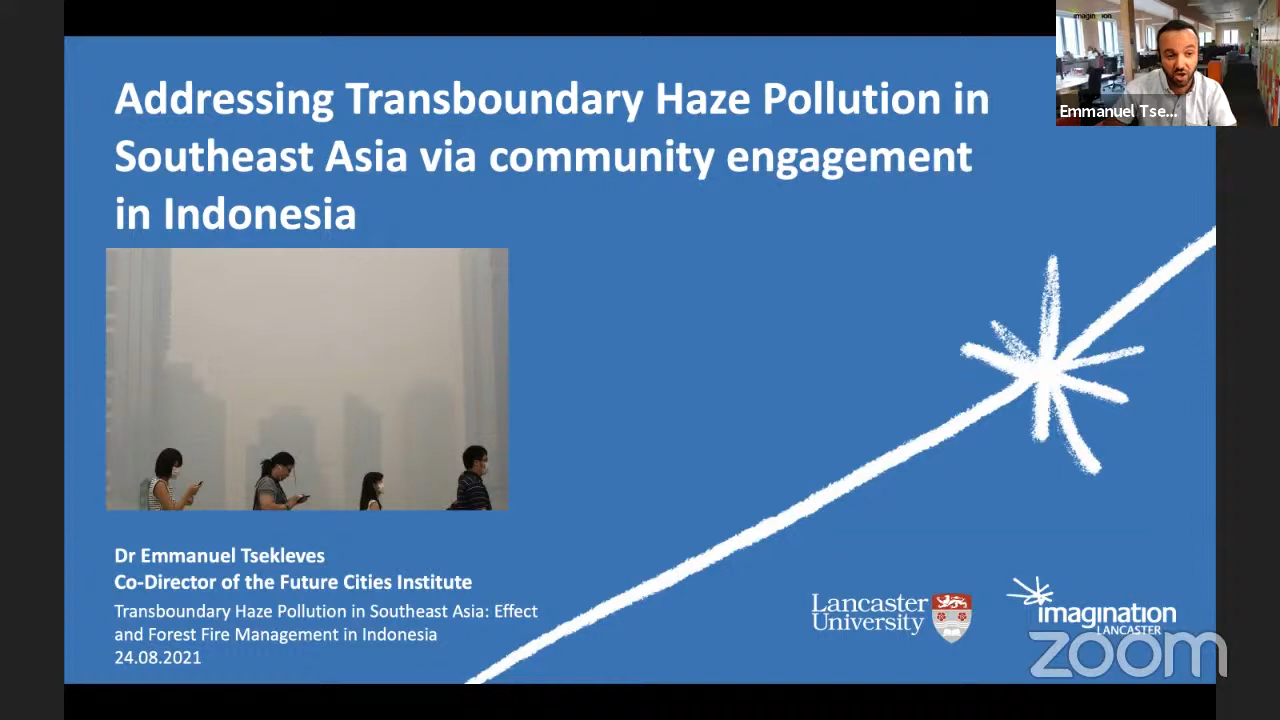 Addressing Transboundary Haze Pollution in
Southeast Asia via community engagement
in Indonesia
imagination
Emmanuel Tse...
Dr Emmanuel Tsekleves
Co-Director of the Future Cities Institute
Transboundary Haze Pollution in Southeast Asia: Effect
and Forest Fire Management in Indonesia
24.08.2021
Lancaster
University
imagination
LANCASTER
zoom